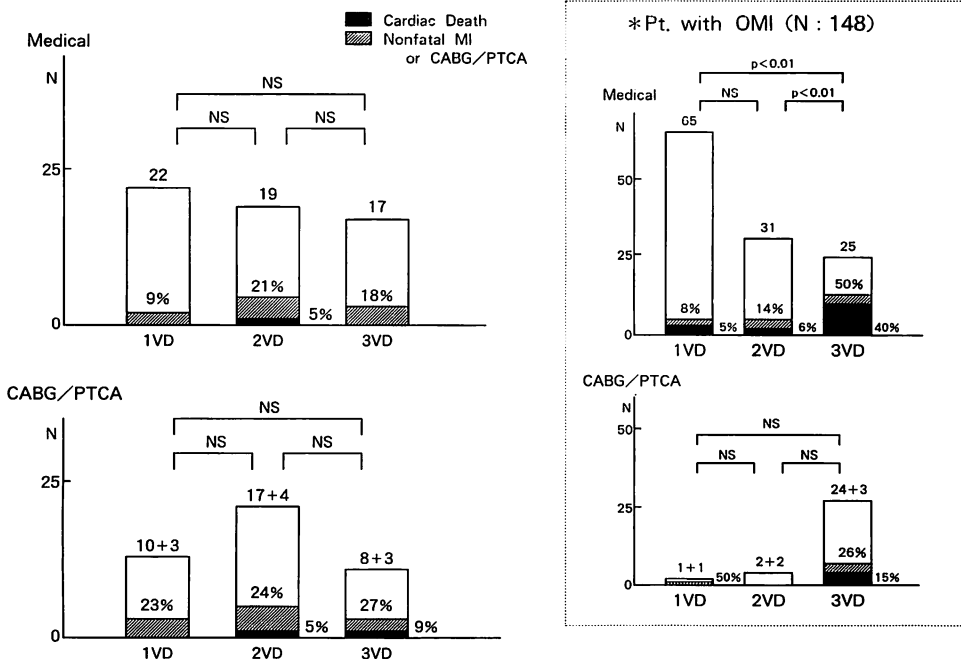 Cardiac Death
Nonfatal MI
or CABG/PTCA
Medical
N
NS
NS
NS
25
22
19
17
9%
21%
5%
18%
0
1VD
2VD
3VD
CABG/PTCA
N
NS
NS
NS
25
10+3
17+4
8+3
23%
24%
5%
27%
9%
0
1VD
2VD
3VD
*Pt. with OMI (N : 148)
p<0.01
Medical
NS
p<0.01
N
65
50
31
25
25
50%
8%
14%
0
5%
6%
40%
1VD
2VD
3VD
CABG/PTCA
N
NS
50
NS
NS
24+3
25
1+1
2+2
26%
50%
15%
0
1VD
2VD
3VD